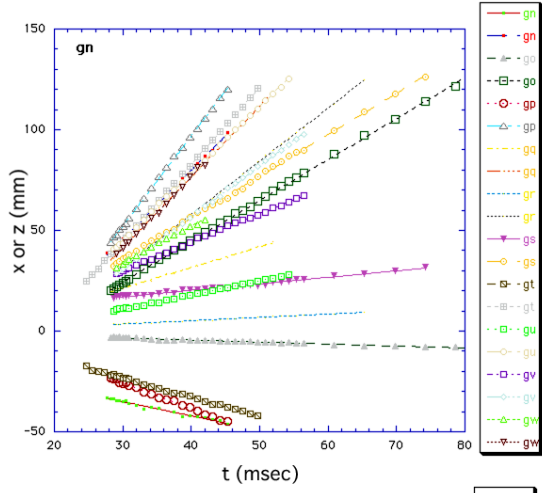 150
gn
100
50
0
−50
x or z (mm)
20 30 40 50 60 70 80
t (msec)
gn
gn
go
go
gp
gp
gq
gq
gr
gr
gs
gs
gt
gt
gu
gu
gv
gv
gw
gw